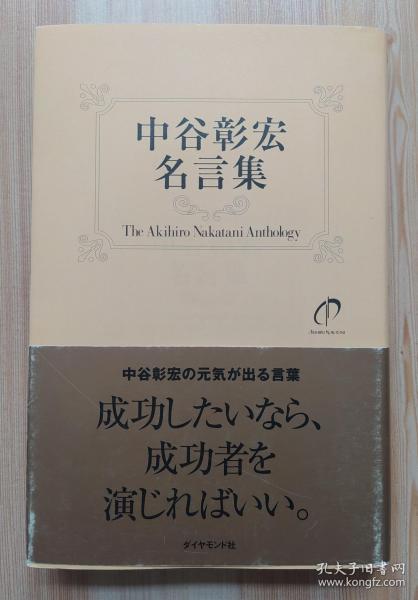 中谷彰宏
名言集
The Akihiro Nakatani Anthology
AKIHIRO NAKATANI
中谷彰宏の元気が出る言葉
成功したいなら、
成功者を
演じればいい。
ダイヤモンド社
孔夫子旧书网
www.kongfz.com